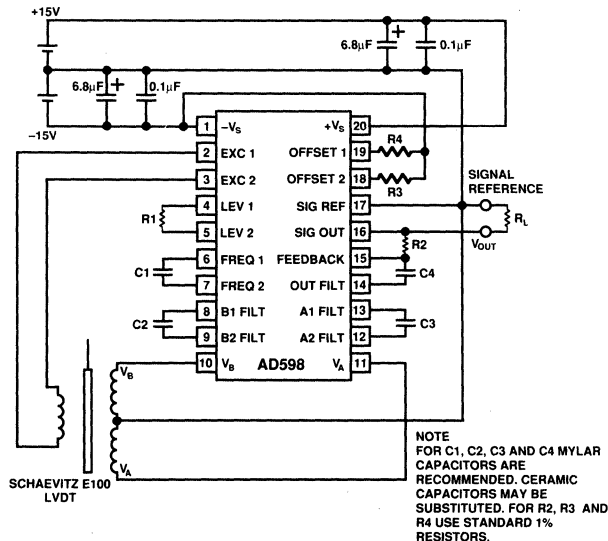 +15V
6.8µF
+
0.1µF
6.8µF
+
0.1µF
−15V
1 −VS
+VS 20
2 EXC 1
OFFSET 1 19
R4
3 EXC 2
OFFSET 2 18
R3
SIGNAL
REFERENCE
4 LEV 1
SIG REF 17
R1
RL
5 LEV 2
SIG OUT 16
VOUT
R2
6 FREQ 1
FEEDBACK 15
C1
C4
7 FREQ 2
OUT FILT 14
8 B1 FILT
A1 FILT 13
C2
C3
9 B2 FILT
A2 FILT 12
10 VB
AD598
VA 11
VB
VA
SCHAEVITZ E100
LVDT
NOTE
FOR C1, C2, C3 AND C4 MYLAR
CAPACITORS ARE
RECOMMENDED. CERAMIC
CAPACITORS MAY BE
SUBSTITUTED. FOR R2, R3 AND
R4 USE STANDARD 1%
RESISTORS.